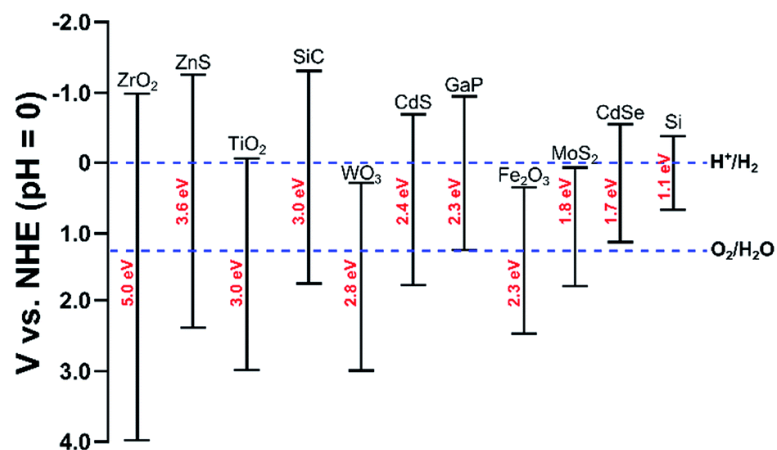 V vs. NHE (pH = 0)
-2.0
-1.0
0
1.0
2.0
3.0
4.0
ZrO₂
5.0 eV
ZnS
3.6 eV
TiO₂
3.0 eV
SiC
3.0 eV
WO₃
2.8 eV
CdS
2.4 eV
GaP
2.3 eV
Fe₂O₃
2.3 eV
MoS₂
1.8 eV
CdSe
1.7 eV
Si
1.1 eV
H⁺/H₂
O₂/H₂O